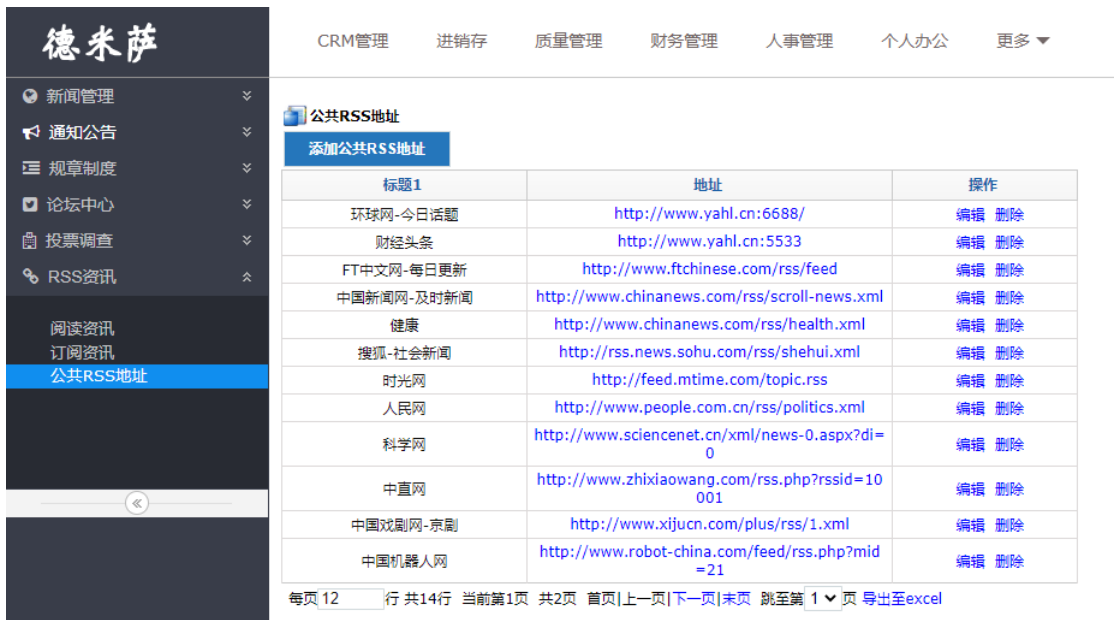 德米萨
CRM管理 进销存 质量管理 财务管理 人事管理 个人办公 更多
新闻管理
通知公告
规章制度
论坛中心
投票调查
RSS资讯
阅读资讯
订阅资讯
公共RSS地址
公共RSS地址
添加公共RSS地址
标题1 地址 操作
环球网-今日话题 http://www.yahl.cn:6688/ 编辑 删除
财经头条 http://www.yahl.cn:5533 编辑 删除
FT中文网-每日更新 http://www.ftchinese.com/rss/feed 编辑 删除
中国新闻网-及时新闻 http://www.chinanews.com/rss/scroll-news.xml 编辑 删除
健康 http://www.chinanews.com/rss/health.xml 编辑 删除
搜狐-社会新闻 http://rss.news.sohu.com/rss/shehui.xml 编辑 删除
时光网 http://feed.mtime.com/topic.rss 编辑 删除
人民网 http://www.people.com.cn/rss/politics.xml 编辑 删除
科学网 http://www.sciencenet.cn/xml/news-0.aspx?di=
0 编辑 删除
中直网 http://www.zhixiaowang.com/rss.php?rssid=10
001 编辑 删除
中国戏剧网-京剧 http://www.xijucn.com/plus/rss/1.xml 编辑 删除
中国机器人网 http://www.robot-china.com/feed/rss.php?mid
=21 编辑 删除
每页12 行 共14行 当前第1页 共2页 首页|上一页|下一页|末页 跳至第 1 页 导出至excel